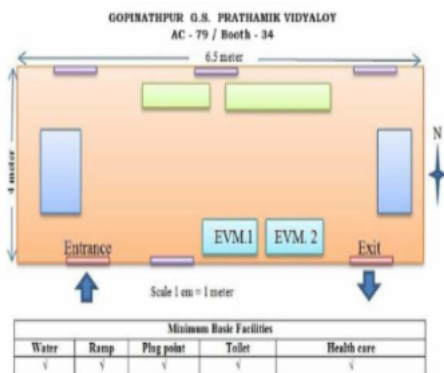 GOPINATHPUR G.S. PRATHAMIK VIDYALOY
AC - 79 / Booth - 34
6.5 meter
4 meter
N
EVM.1 EVM. 2
Entrance Exit
Scale 1 cm = 1 meter
Minimum Basic Facilities
Water Ramp Plug point Toilet Health care
√ √ √ √ √